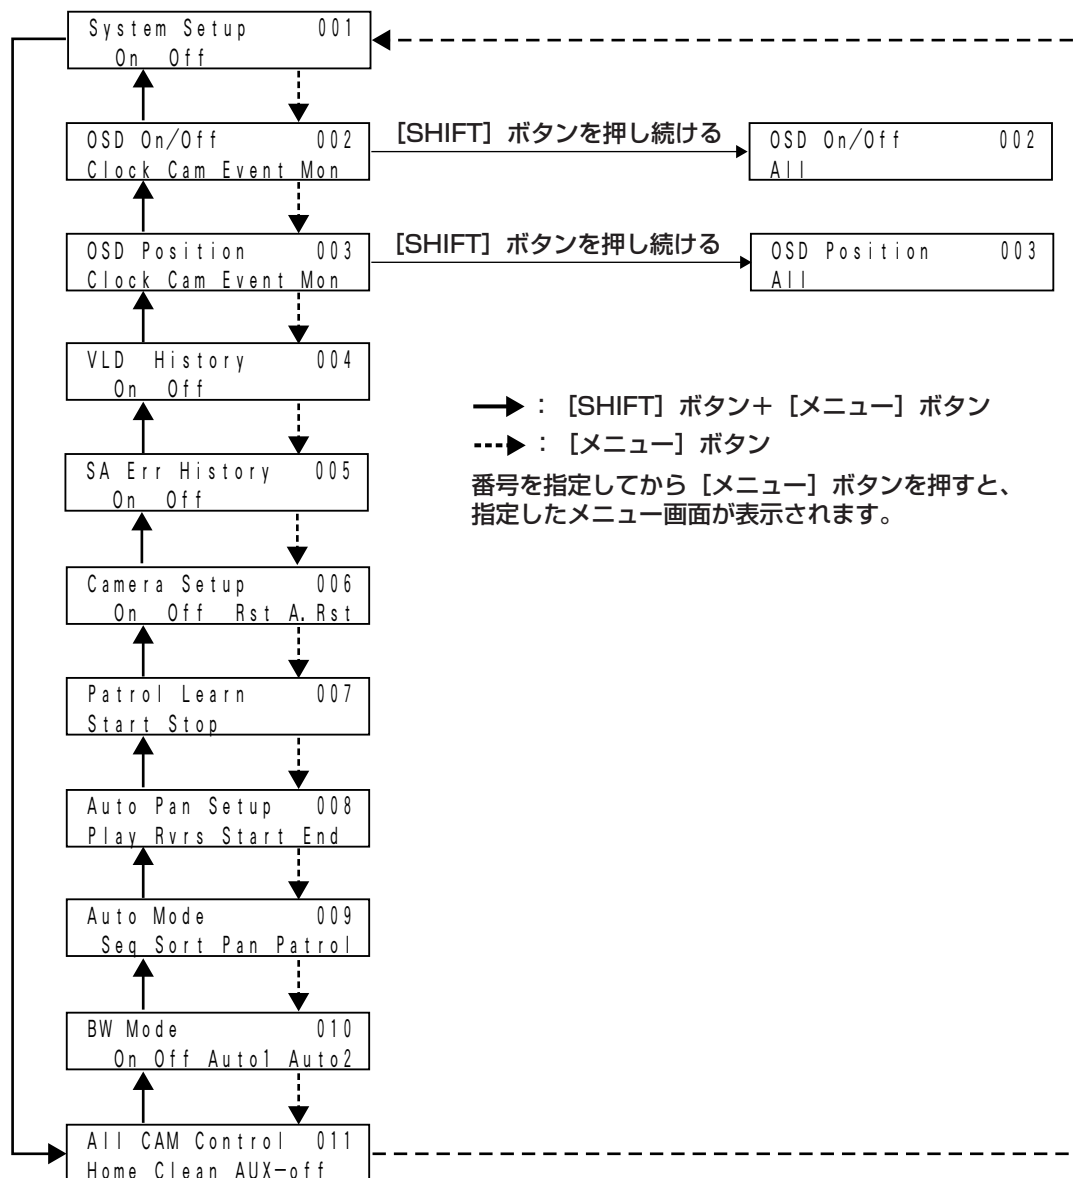 System Setup 001
On Off
OSD On/Off 002
Clock Cam Event Mon
［SHIFT］ボタンを押し続ける
OSD On/Off 002
All
OSD Position 003
Clock Cam Event Mon
［SHIFT］ボタンを押し続ける
OSD Position 003
All
VLD History 004
On Off
：［SHIFT］ボタン＋［メニュー］ボタン
：［メニュー］ボタン
番号を指定してから［メニュー］ボタンを押すと、
指定したメニュー画面が表示されます。
SA Err History 005
On Off
Camera Setup 006
On Off Rst A.Rst
Patrol Learn 007
Start Stop
Auto Pan Setup 008
Play Rvrs Start End
Auto Mode 009
Seq Sort Pan Patrol
BW Mode 010
On Off Auto1 Auto2
All CAM Control 011
Home Clean AUX-off